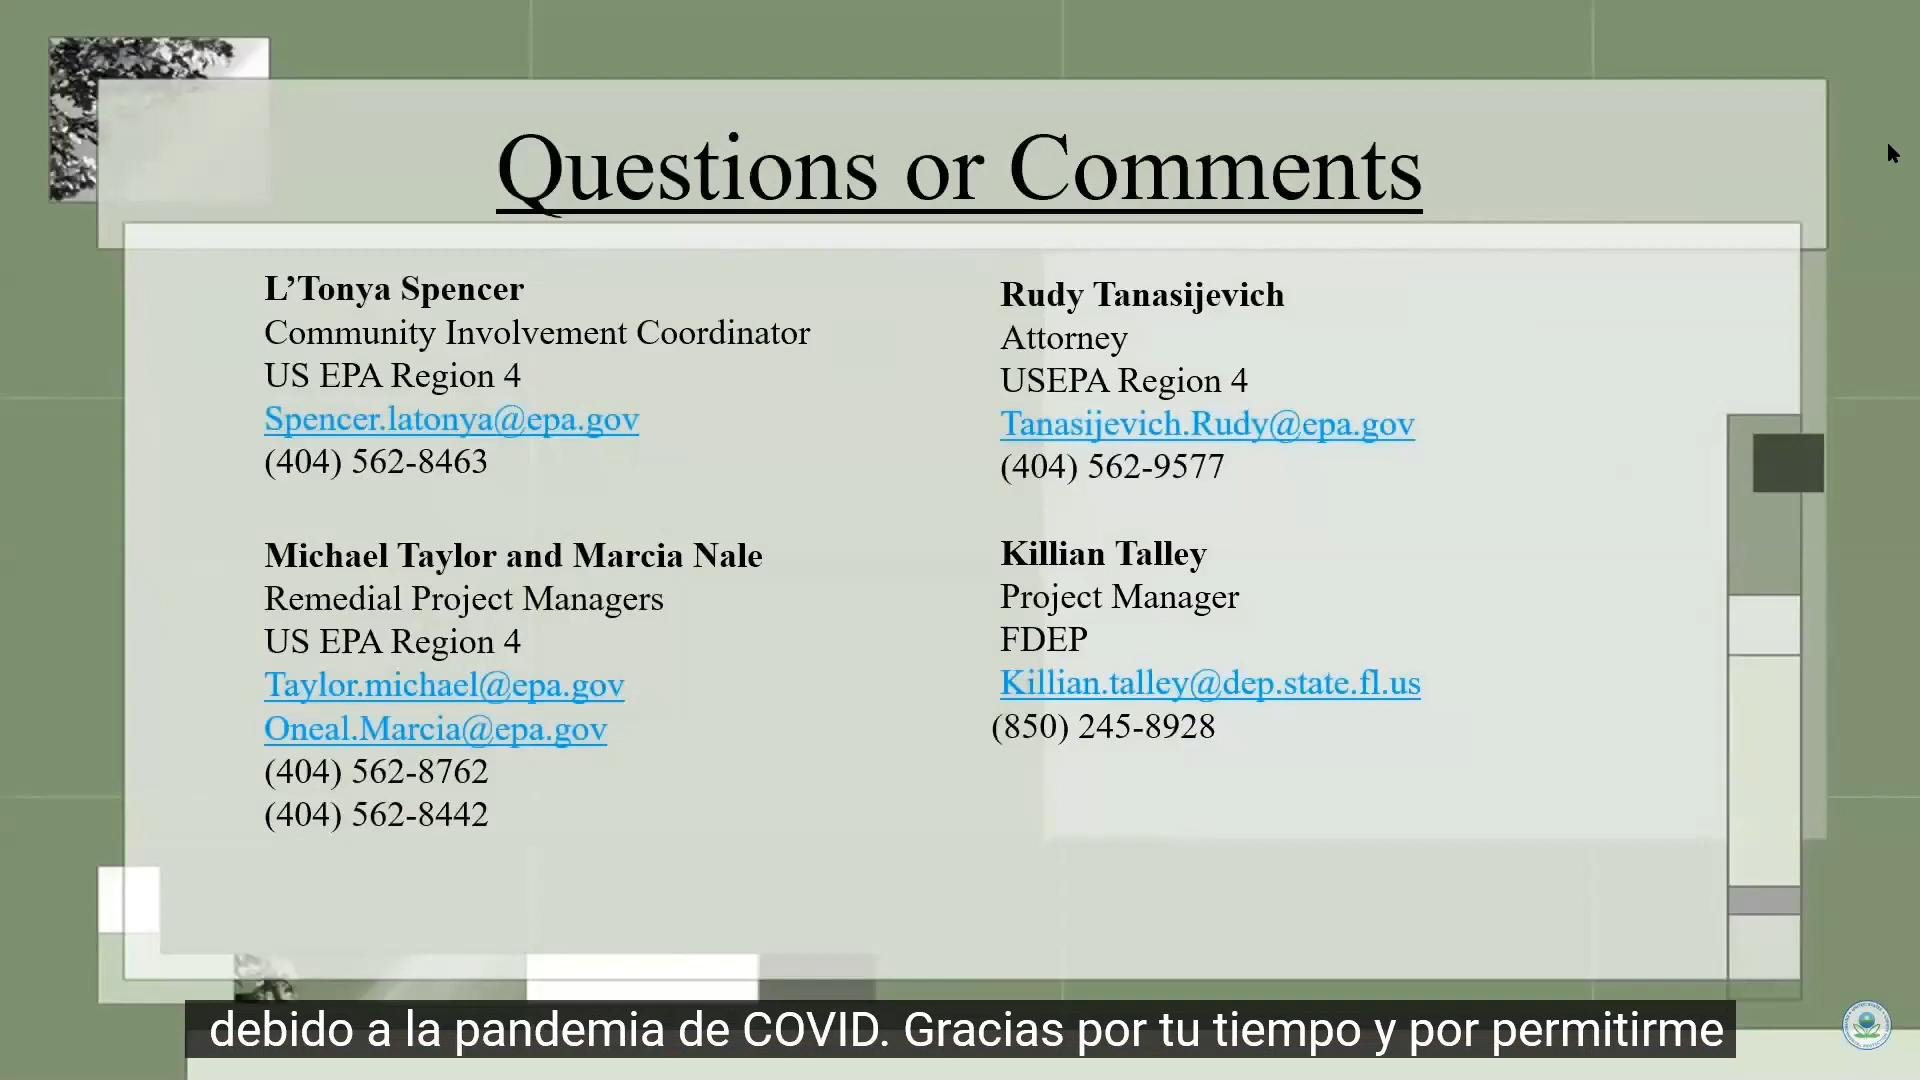 Questions or Comments
L’Tonya Spencer
Community Involvement Coordinator
US EPA Region 4
Spencer.latonya@epa.gov
(404) 562-8463
Michael Taylor and Marcia Nale
Remedial Project Managers
US EPA Region 4
Taylor.michael@epa.gov
Oneal.Marcia@epa.gov
(404) 562-8762
(404) 562-8442
Rudy Tanasijevich
Attorney
USEPA Region 4
Tanasijevich.Rudy@epa.gov
(404) 562-9577
Killian Talley
Project Manager
FDEP
Killian.talley@dep.state.fl.us
(850) 245-8928
debido a la pandemia de COVID. Gracias por tu tiempo y por permitirme